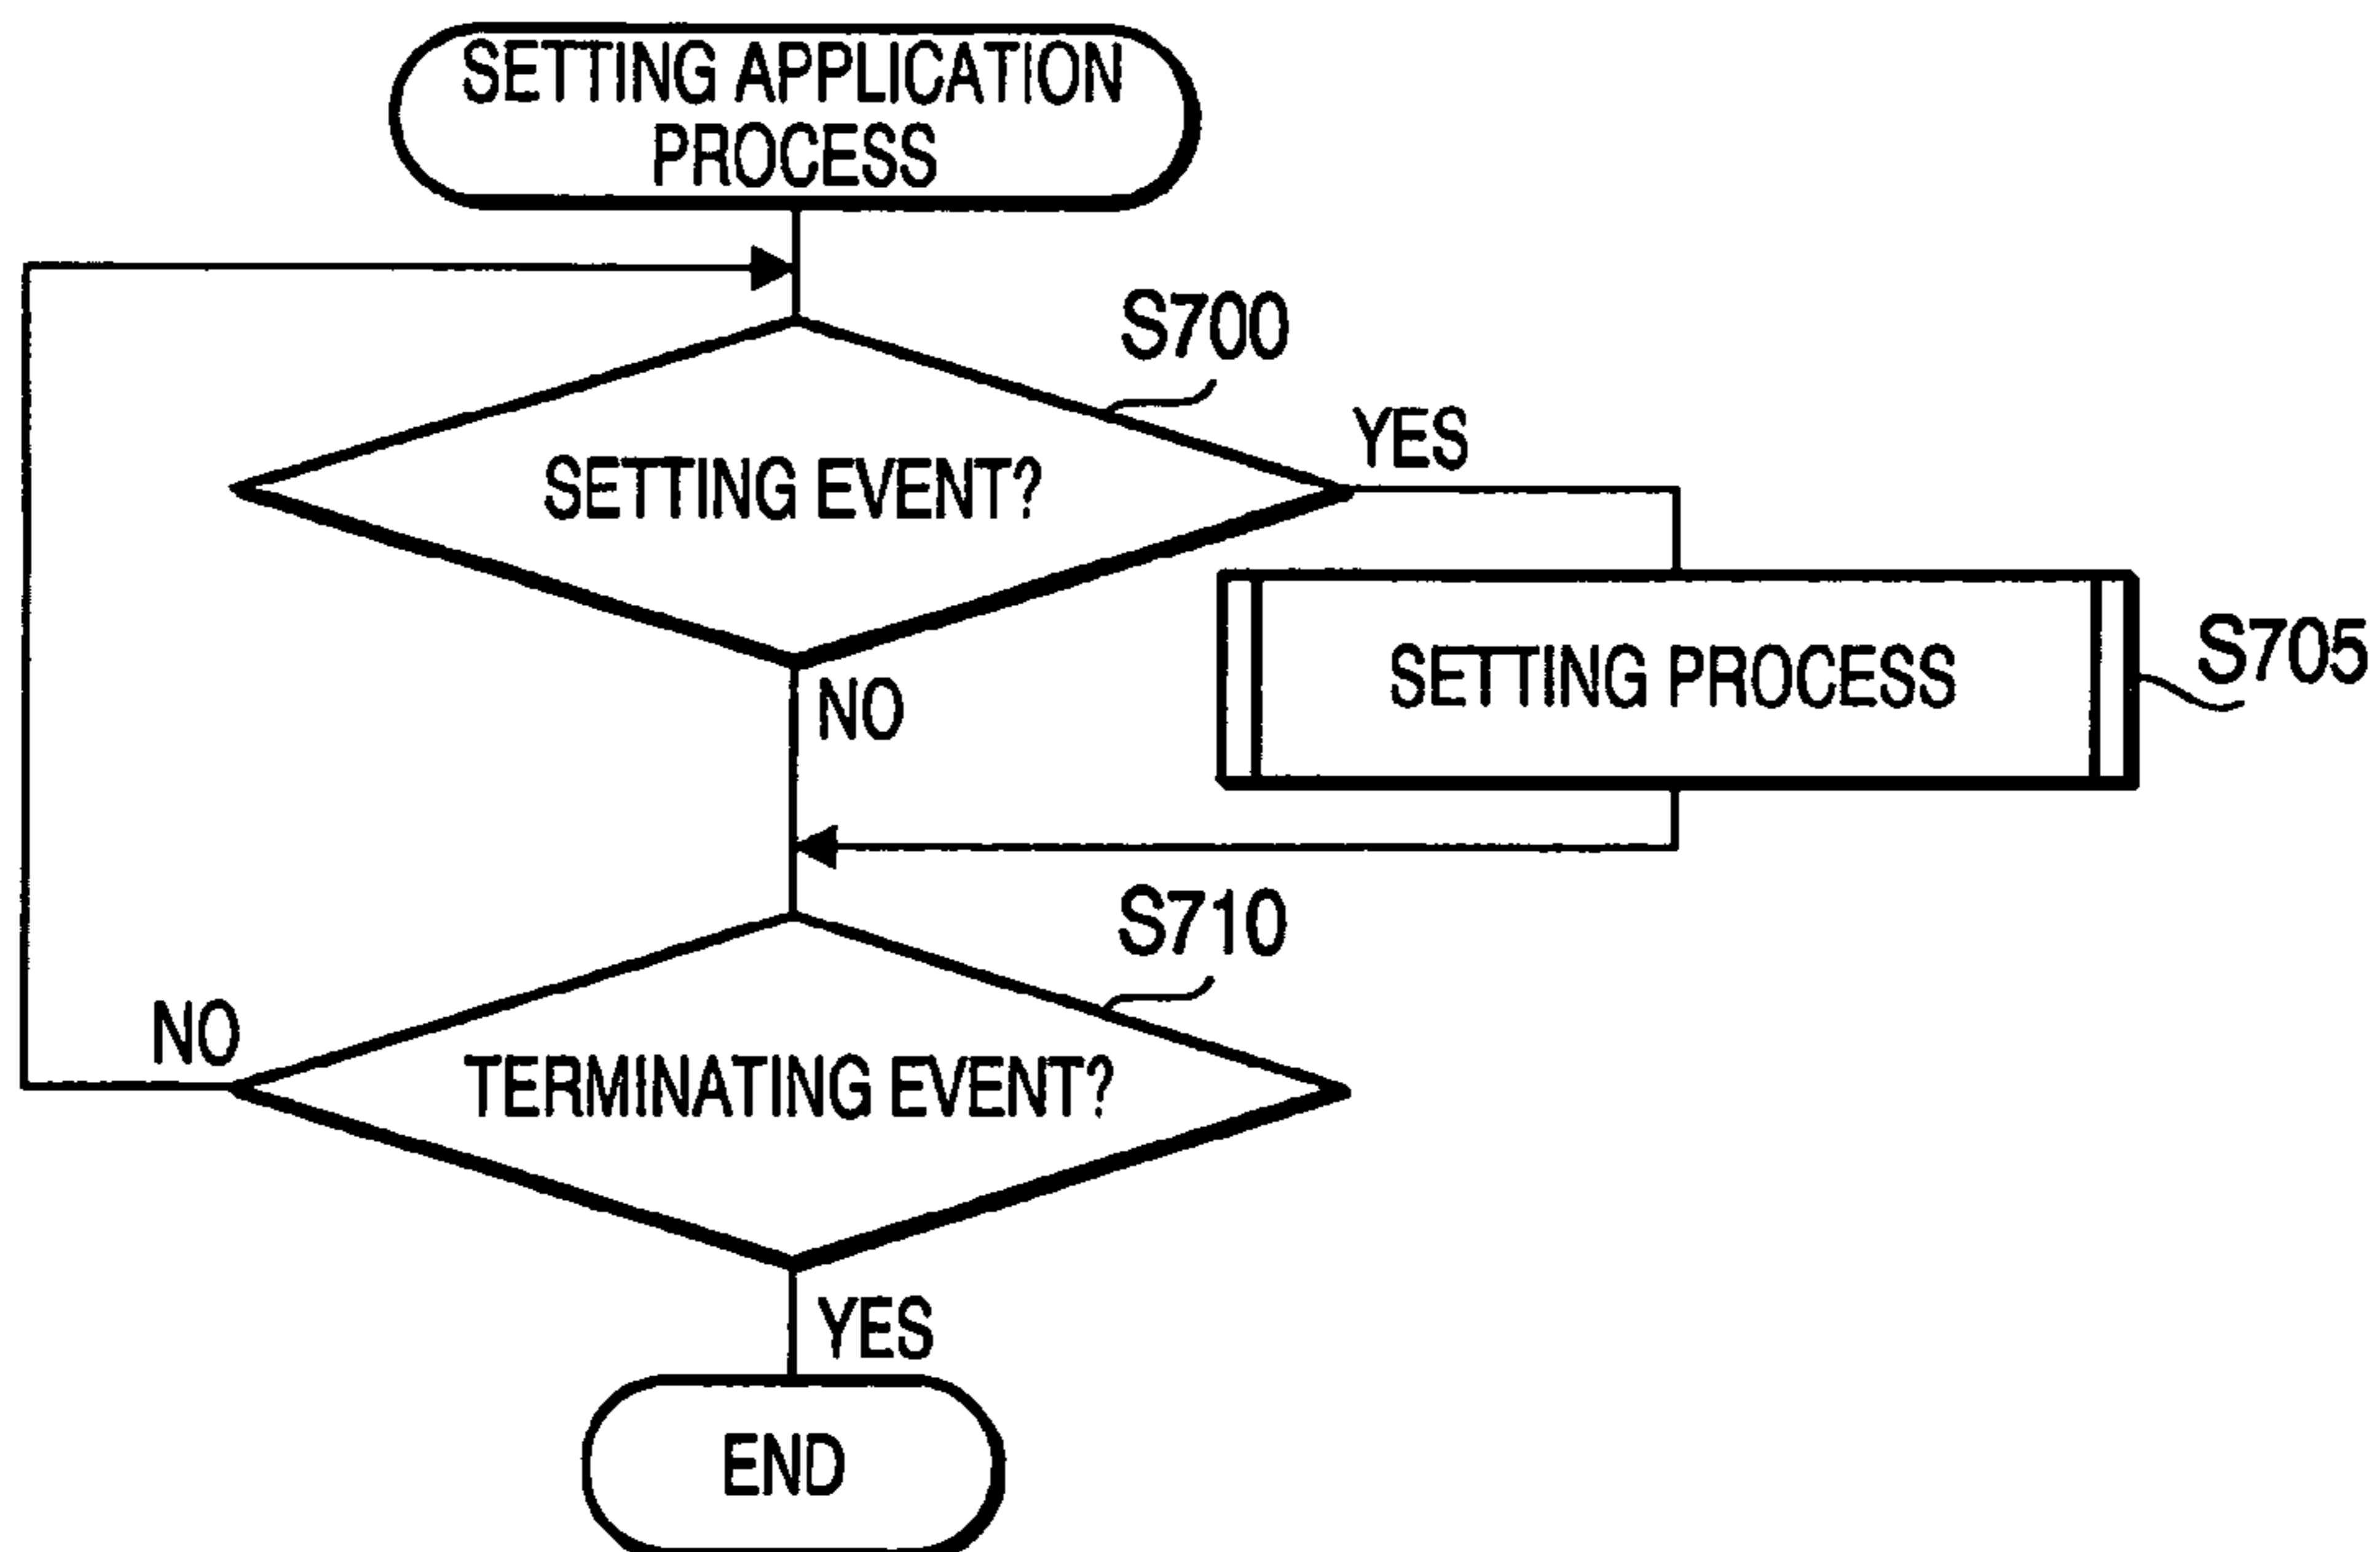 SETTING APPLICATION
PROCESS
S700
YES
SETTING EVENT?
SETTING PROCESS
S705
NO
S710
NO
TERMINATING EVENT?
YES
END